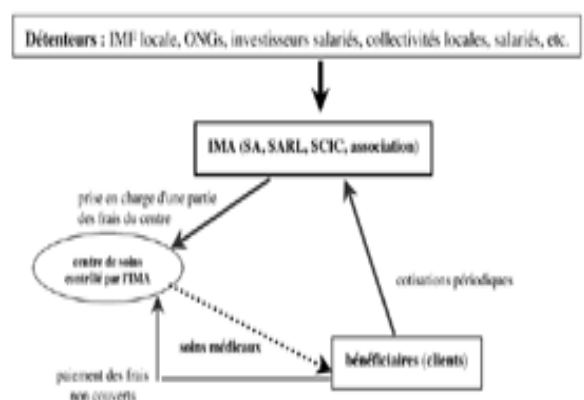 Détenteurs : IMF locale, ONGs, investisseurs salariés, collectivités locales, salariés, etc.
IMA (SA, SARL, SCIC, association)
prise en charge d'une partie
des frais du centre
centre de soins
contrôlé par l'IMA
cotisations périodiques
soins médicaux
bénéficiaires (clients)
paiement des frais
non couverts